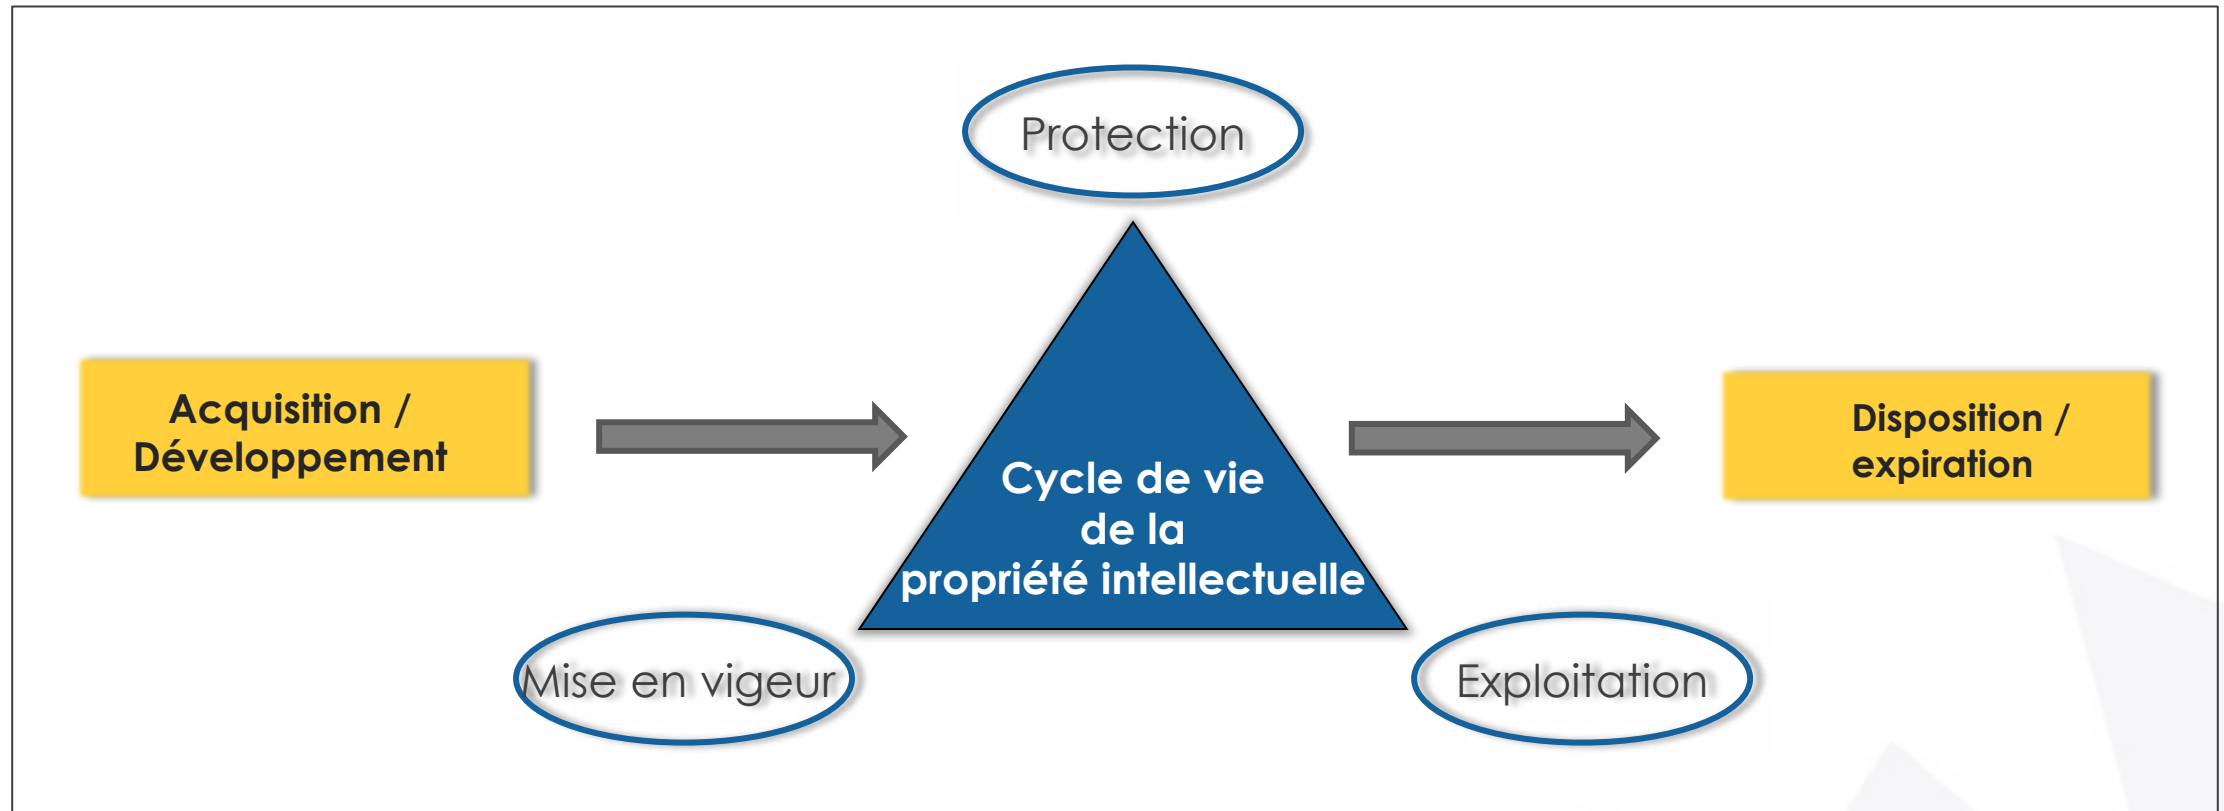 Protection
Acquisition /
Développement
Cycle de vie
de la
propriété intellectuelle
Disposition /
expiration
Mise en vigeur
Exploitation